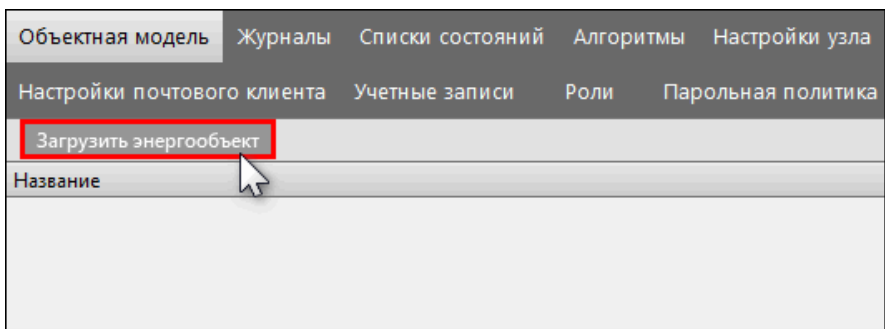 Объектная модель Журналы Списки состояний Алгоритмы Настройки узла
Настройки почтового клиента Учетные записи Роли Парольная политика
Загрузить энергообъект
Название